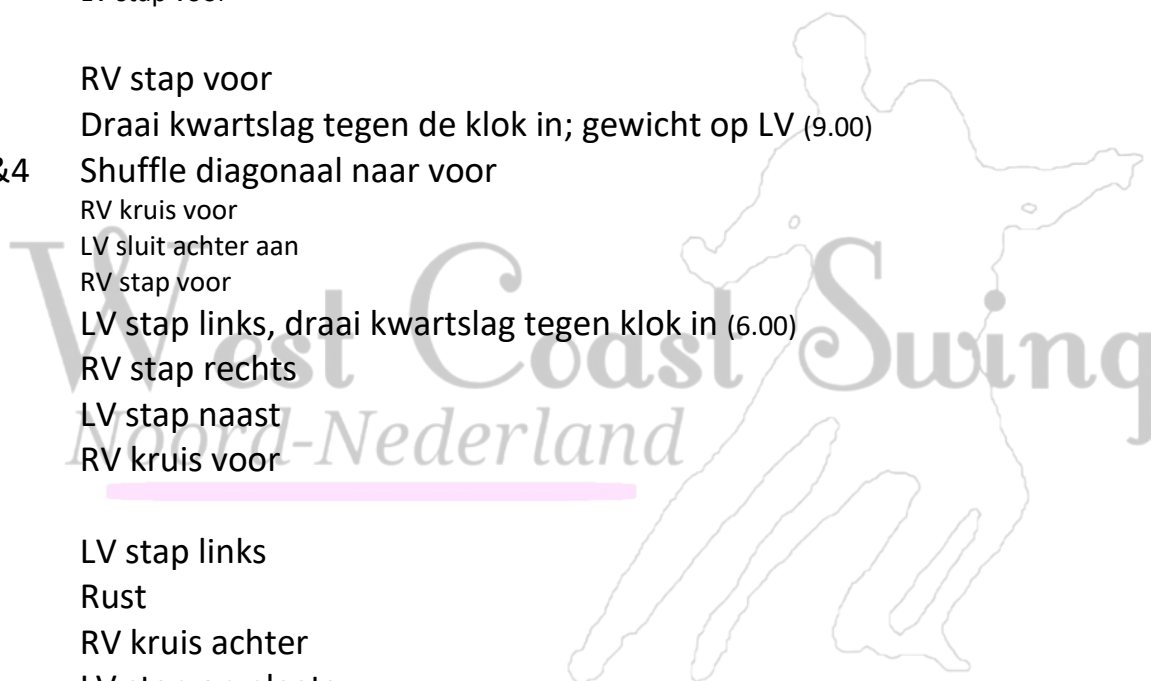 RV stap voor
Draai kwartslag tegen de klok in; gewicht op LV (9.00)
&4 Shuffle diagonaal naar voor
RV kruis voor
LV sluit achter aan
RV stap voor
LV stap links, draai kwartslag tegen klok in (6.00)
RV stap rechts
LV stap naast
RV kruis voor
LV stap links
Rust
RV kruis achter
West Coast Swing
Noord-Nederland